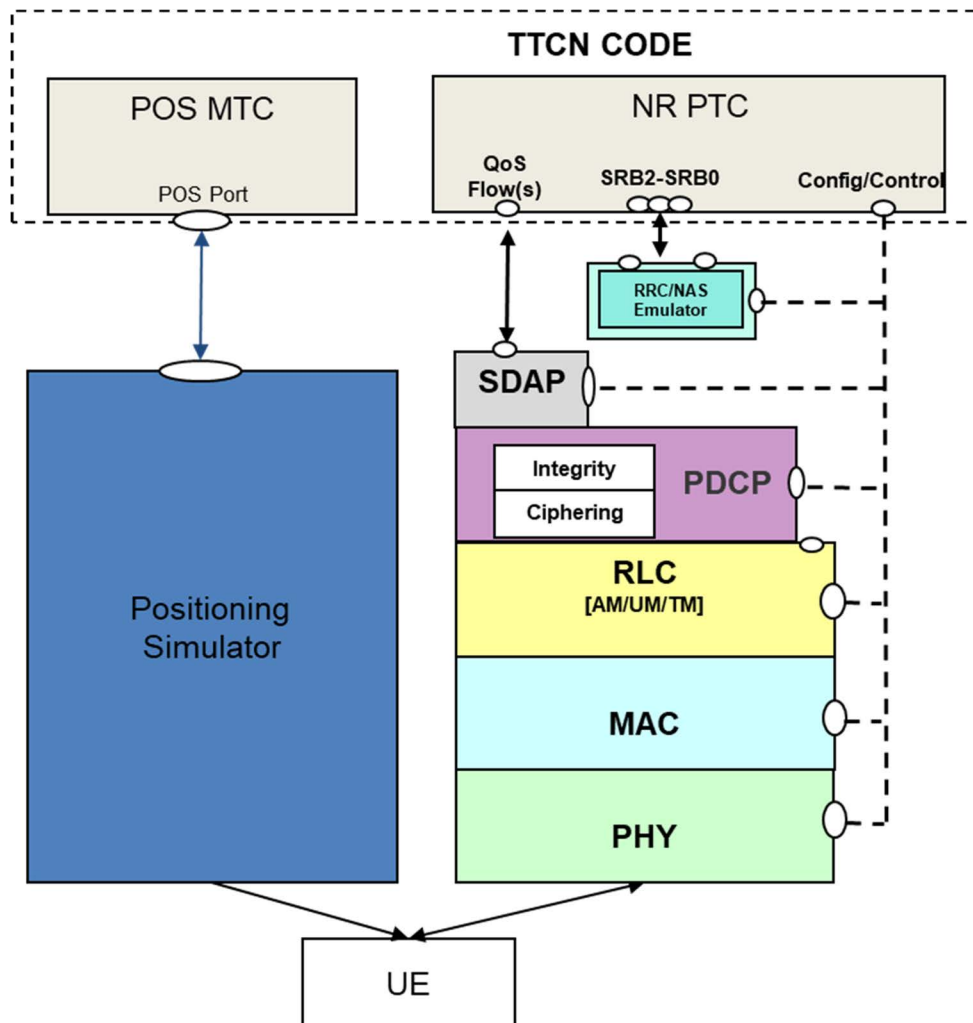 TTCN CODE
POS MTC
POS Port
NR PTC
QoS
Flow(s)
SRB2-SRB0
Config/Control
RRC/NAS
Emulator
SDAP
Integrity
Ciphering
PDCP
RLC
[AM/UM/TM]
Positioning
Simulator
MAC
PHY
UE